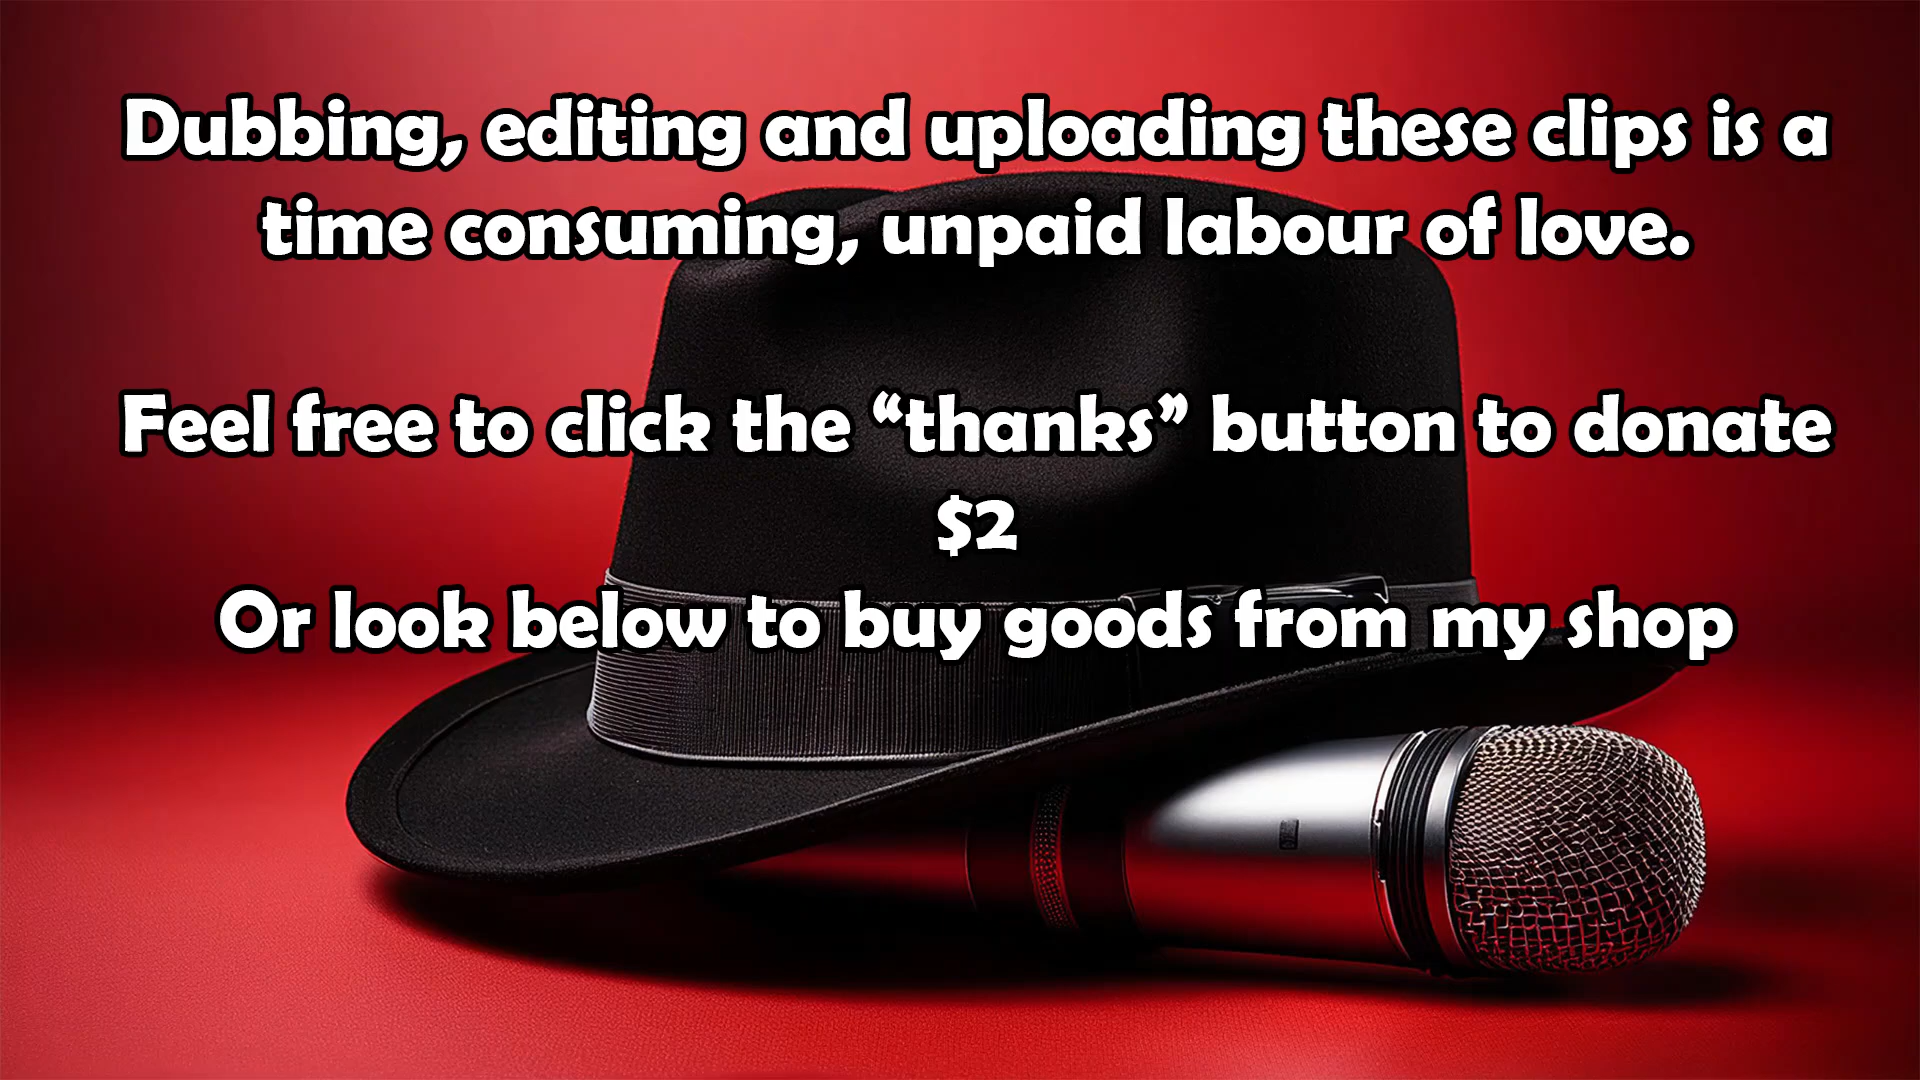 Dubbing, editing and uploading these clips is a
time consuming, unpaid labour of love.
Feel free to click the “thanks” button to donate
$2
Or look below to buy goods from my shop